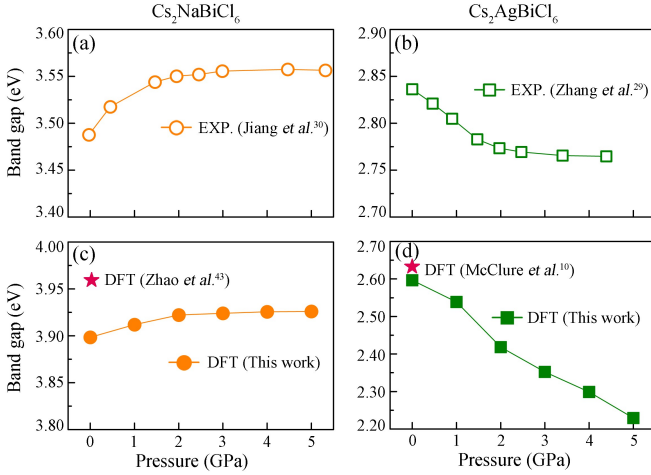 Cs₂NaBiCl₆
Cs₂AgBiCl₆
(a)
EXP. (Jiang et al.³⁰)
3.60
3.55
3.50
3.45
3.40
Band gap (eV)
(b)
EXP. (Zhang et al.²⁹)
2.90
2.85
2.80
2.75
2.70
(c)
DFT (Zhao et al.⁴³)
DFT (This work)
4.00
3.95
3.90
3.85
3.80
Band gap (eV)
0 1 2 3 4 5
Pressure (GPa)
(d)
DFT (McClure et al.¹⁰)
DFT (This work)
2.70
2.60
2.50
2.40
2.30
2.20
0 1 2 3 4 5
Pressure (GPa)